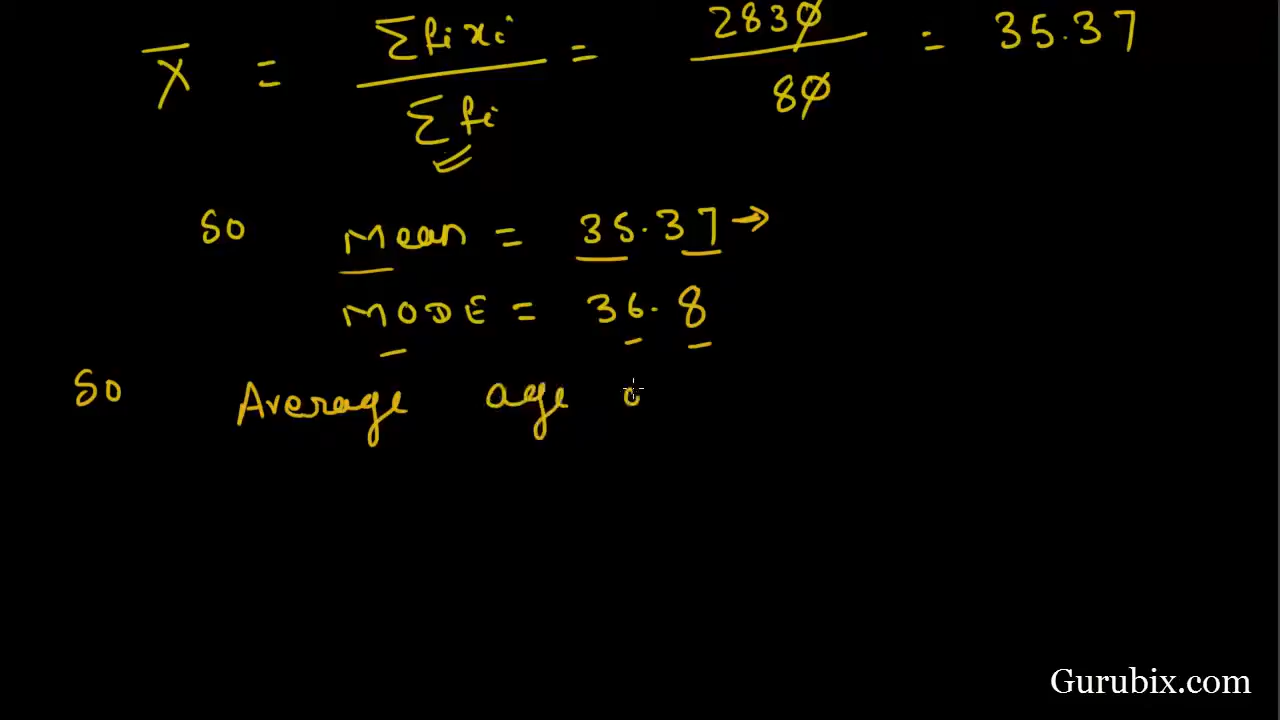 X̄ = Σfixi / Σfi = 2830 / 80 = 35.37
So Mean = 35.37 →
MODE = 36.8
So Average age o
Gurubix.com